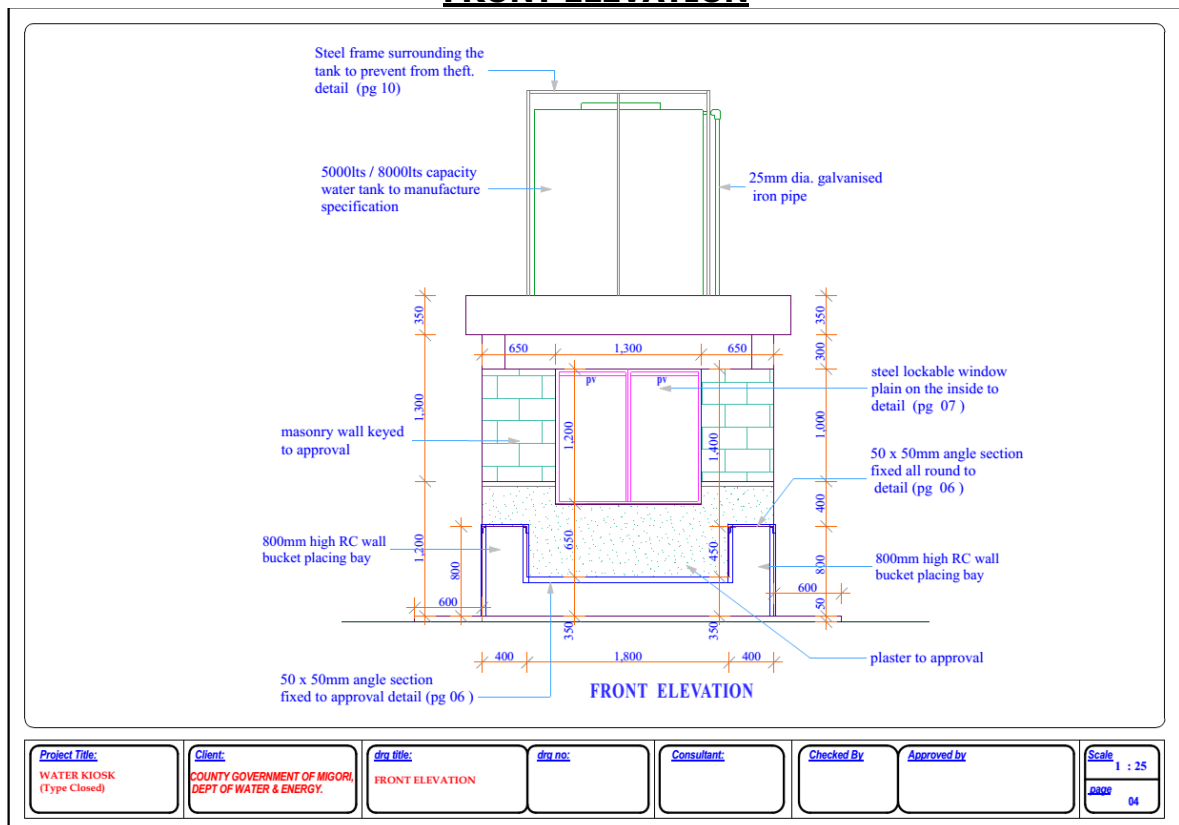 FRONT ELEVATION
Steel frame surrounding the
tank to prevent from theft.
detail (pg 10)
5000lts / 8000lts capacity
water tank to manufacture
specification
25mm dia. galvanised
iron pipe
350
350
650
1,300
650
300
steel lockable window
plain on the inside to
detail (pg 07 )
pv
pv
1,300
1,200
1,400
1,000
masonry wall keyed
to approval
50 x 50mm angle section
fixed all round to
detail (pg 06 )
400
800mm high RC wall
bucket placing bay
1,200
800
650
450
800
800mm high RC wall
bucket placing bay
600
600
50
350
350
400
1,800
400
plaster to approval
50 x 50mm angle section
fixed to approval detail (pg 06 )
FRONT ELEVATION
Project Title:
WATER KIOSK
(Type Closed)
Client:
COUNTY GOVERNMENT OF MIGORI,
DEPT OF WATER & ENERGY.
drg title:
FRONT ELEVATION
drg no:
Consultant:
Checked By
Approved by
Scale
1 : 25
page
04